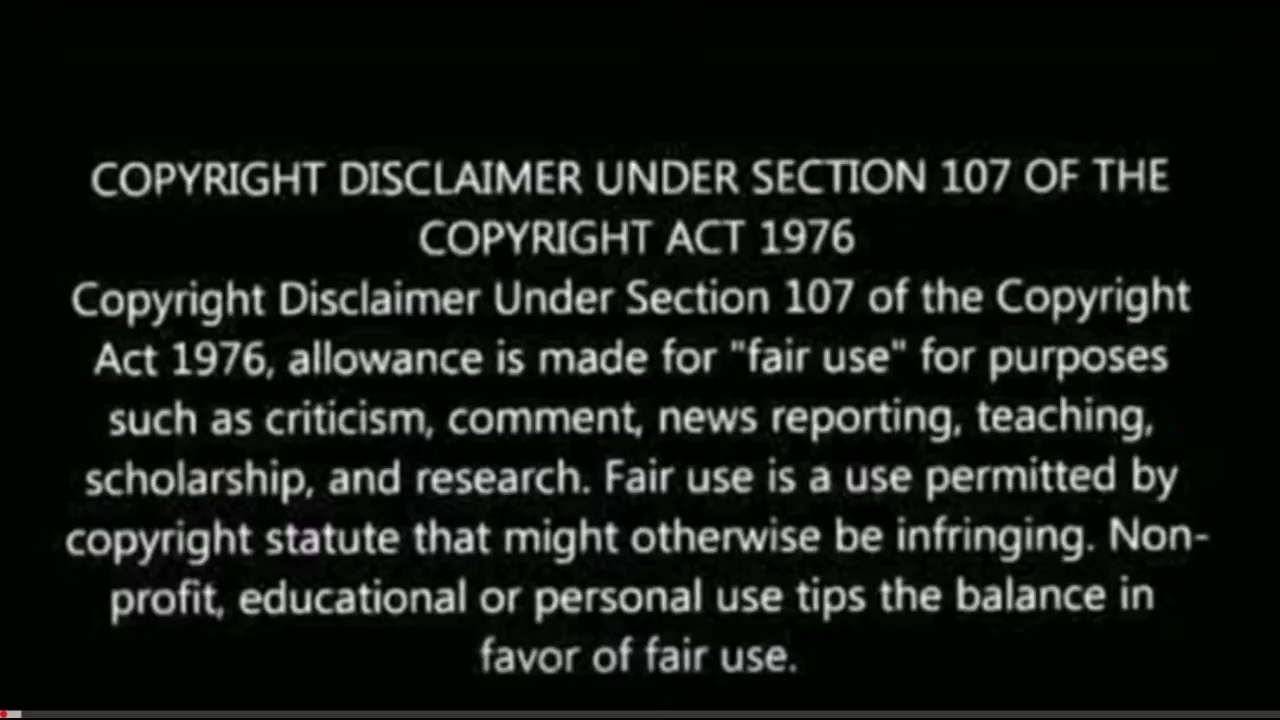 COPYRIGHT DISCLAIMER UNDER SECTION 107 OF THE
COPYRIGHT ACT 1976
Copyright Disclaimer Under Section 107 of the Copyright
Act 1976, allowance is made for "fair use" for purposes
such as criticism, comment, news reporting, teaching,
scholarship, and research. Fair use is a use permitted by
copyright statute that might otherwise be infringing. Non-
profit, educational or personal use tips the balance in
favor of fair use.